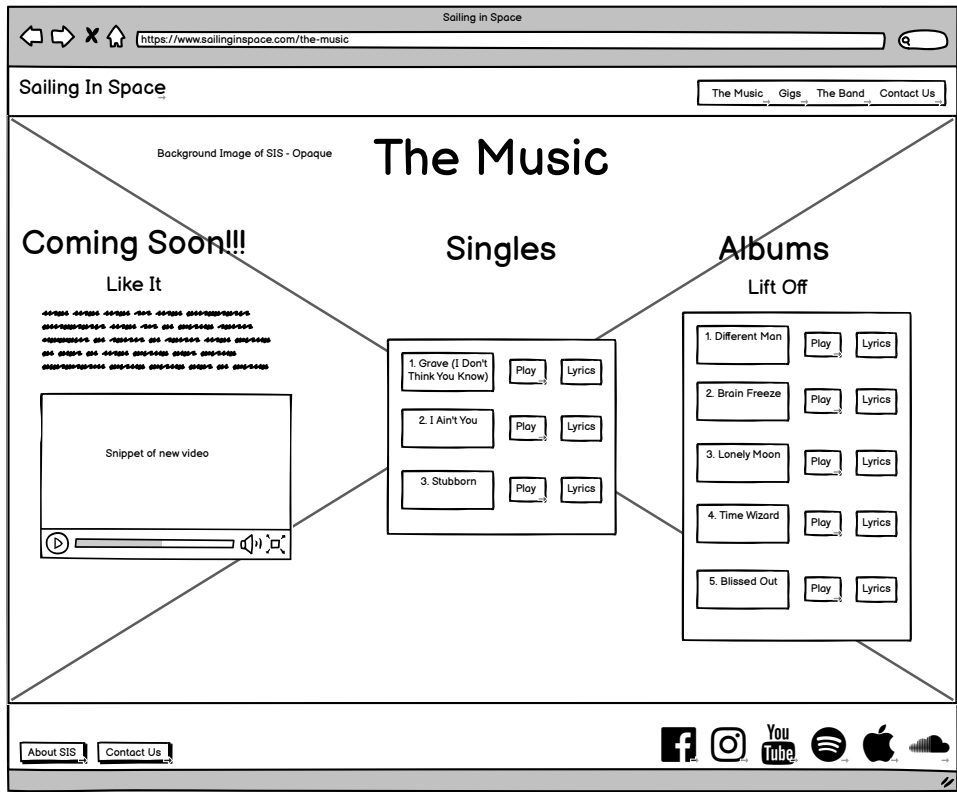 Sailing in Space
https://www.sailinginspace.com/the-music
Sailing In Space
The Music Gigs The Band Contact Us
Background Image of SIS - Opaque
The Music
Coming Soon!!!
Like It
Snippet of new video
Singles
1. Grave (I Don't
Think You Know)
Play Lyrics
2. I Ain't You
Play Lyrics
3. Stubborn
Play Lyrics
Albums
Lift Off
1. Different Man
Play Lyrics
2. Brain Freeze
Play Lyrics
3. Lonely Moon
Play Lyrics
4. Time Wizard
Play Lyrics
5. Blissed Out
Play Lyrics
About SIS Contact Us
You
Tube